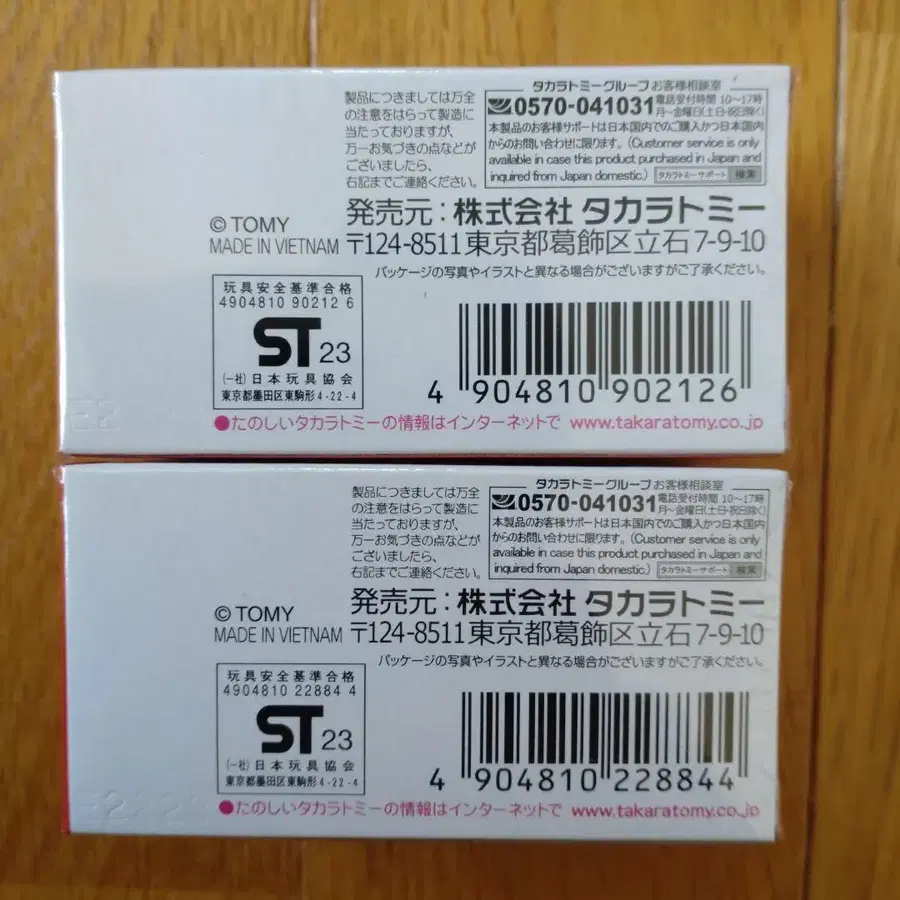 タカラトミーグループお客様相談室
製品につきましては万全
の注意をはらって製造に
当たっておりますが、
万一お気づきの点などが
ございましたら、
右記までご連絡ください。
0570-041031 電話受付時間 10〜17時
月〜金曜日(土日・祝日除く)
本製品のお客様サポートは日本国内でのご購入かつ日本国内
からのお問い合わせに限ります。(Customer service is only
available in case this product purchased in Japan and
inquired from Japan domestic.) タカラトミーサポート 検索
© TOMY
MADE IN VIETNAM
発売元：株式会社 タカラトミー
〒124-8511 東京都葛飾区立石7-9-10
パッケージの写真やイラストと異なる場合がございますがご了承ください。
玩具安全基準合格
4904810 90212 6
ST 23
(一社)日本玩具協会
東京都墨田区東駒形4-22-4
4 904810 902126
●たのしいタカラトミーの情報はインターネットで www.takaratomy.co.jp
タカラトミーグループお客様相談室
製品につきましては万全
の注意をはらって製造に
当たっておりますが、
万一お気づきの点などが
ございましたら、
右記までご連絡ください。
0570-041031 電話受付時間 10〜17時
月〜金曜日(土日・祝日除く)
本製品のお客様サポートは日本国内でのご購入かつ日本国内
からのお問い合わせに限ります。(Customer service is only
available in case this product purchased in Japan and
inquired from Japan domestic.) タカラトミーサポート 検索
© TOMY
MADE IN VIETNAM
発売元：株式会社 タカラトミー
〒124-8511 東京都葛飾区立石7-9-10
パッケージの写真やイラストと異なる場合がございますがご了承ください。
玩具安全基準合格
4904810 22884 4
ST 23
(一社)日本玩具協会
東京都墨田区東駒形4-22-4
4 904810 228844
●たのしいタカラトミーの情報はインターネットで www.takaratomy.co.jp